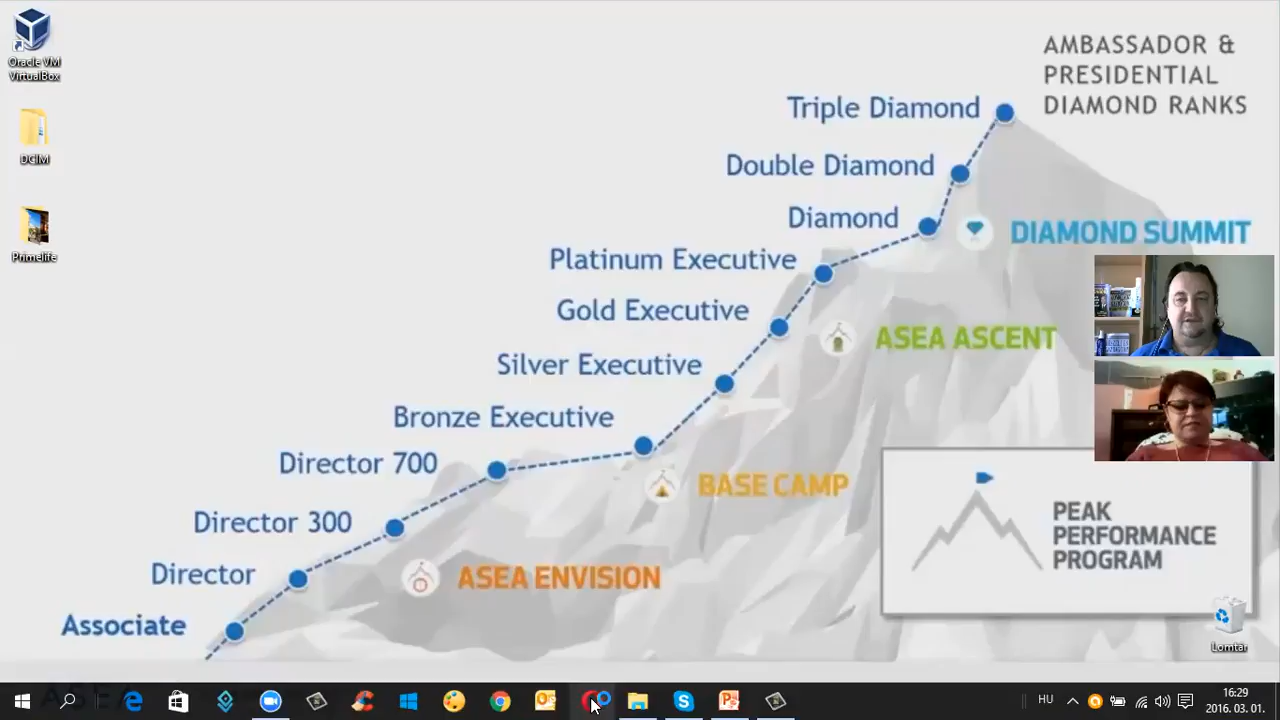 Oracle VM
VirtualBox
DCIM
Primelife
AMBASSADOR &
PRESIDENTIAL
DIAMOND RANKS
Triple Diamond
Double Diamond
Diamond
DIAMOND SUMMIT
Platinum Executive
Gold Executive
ASEA ASCENT
Silver Executive
Bronze Executive
Director 700
BASE CAMP
Director 300
PEAK
PERFORMANCE
PROGRAM
Director
ASEA ENVISION
Associate
Lomtár
ASEA
HU
16:29
2016. 03. 01.